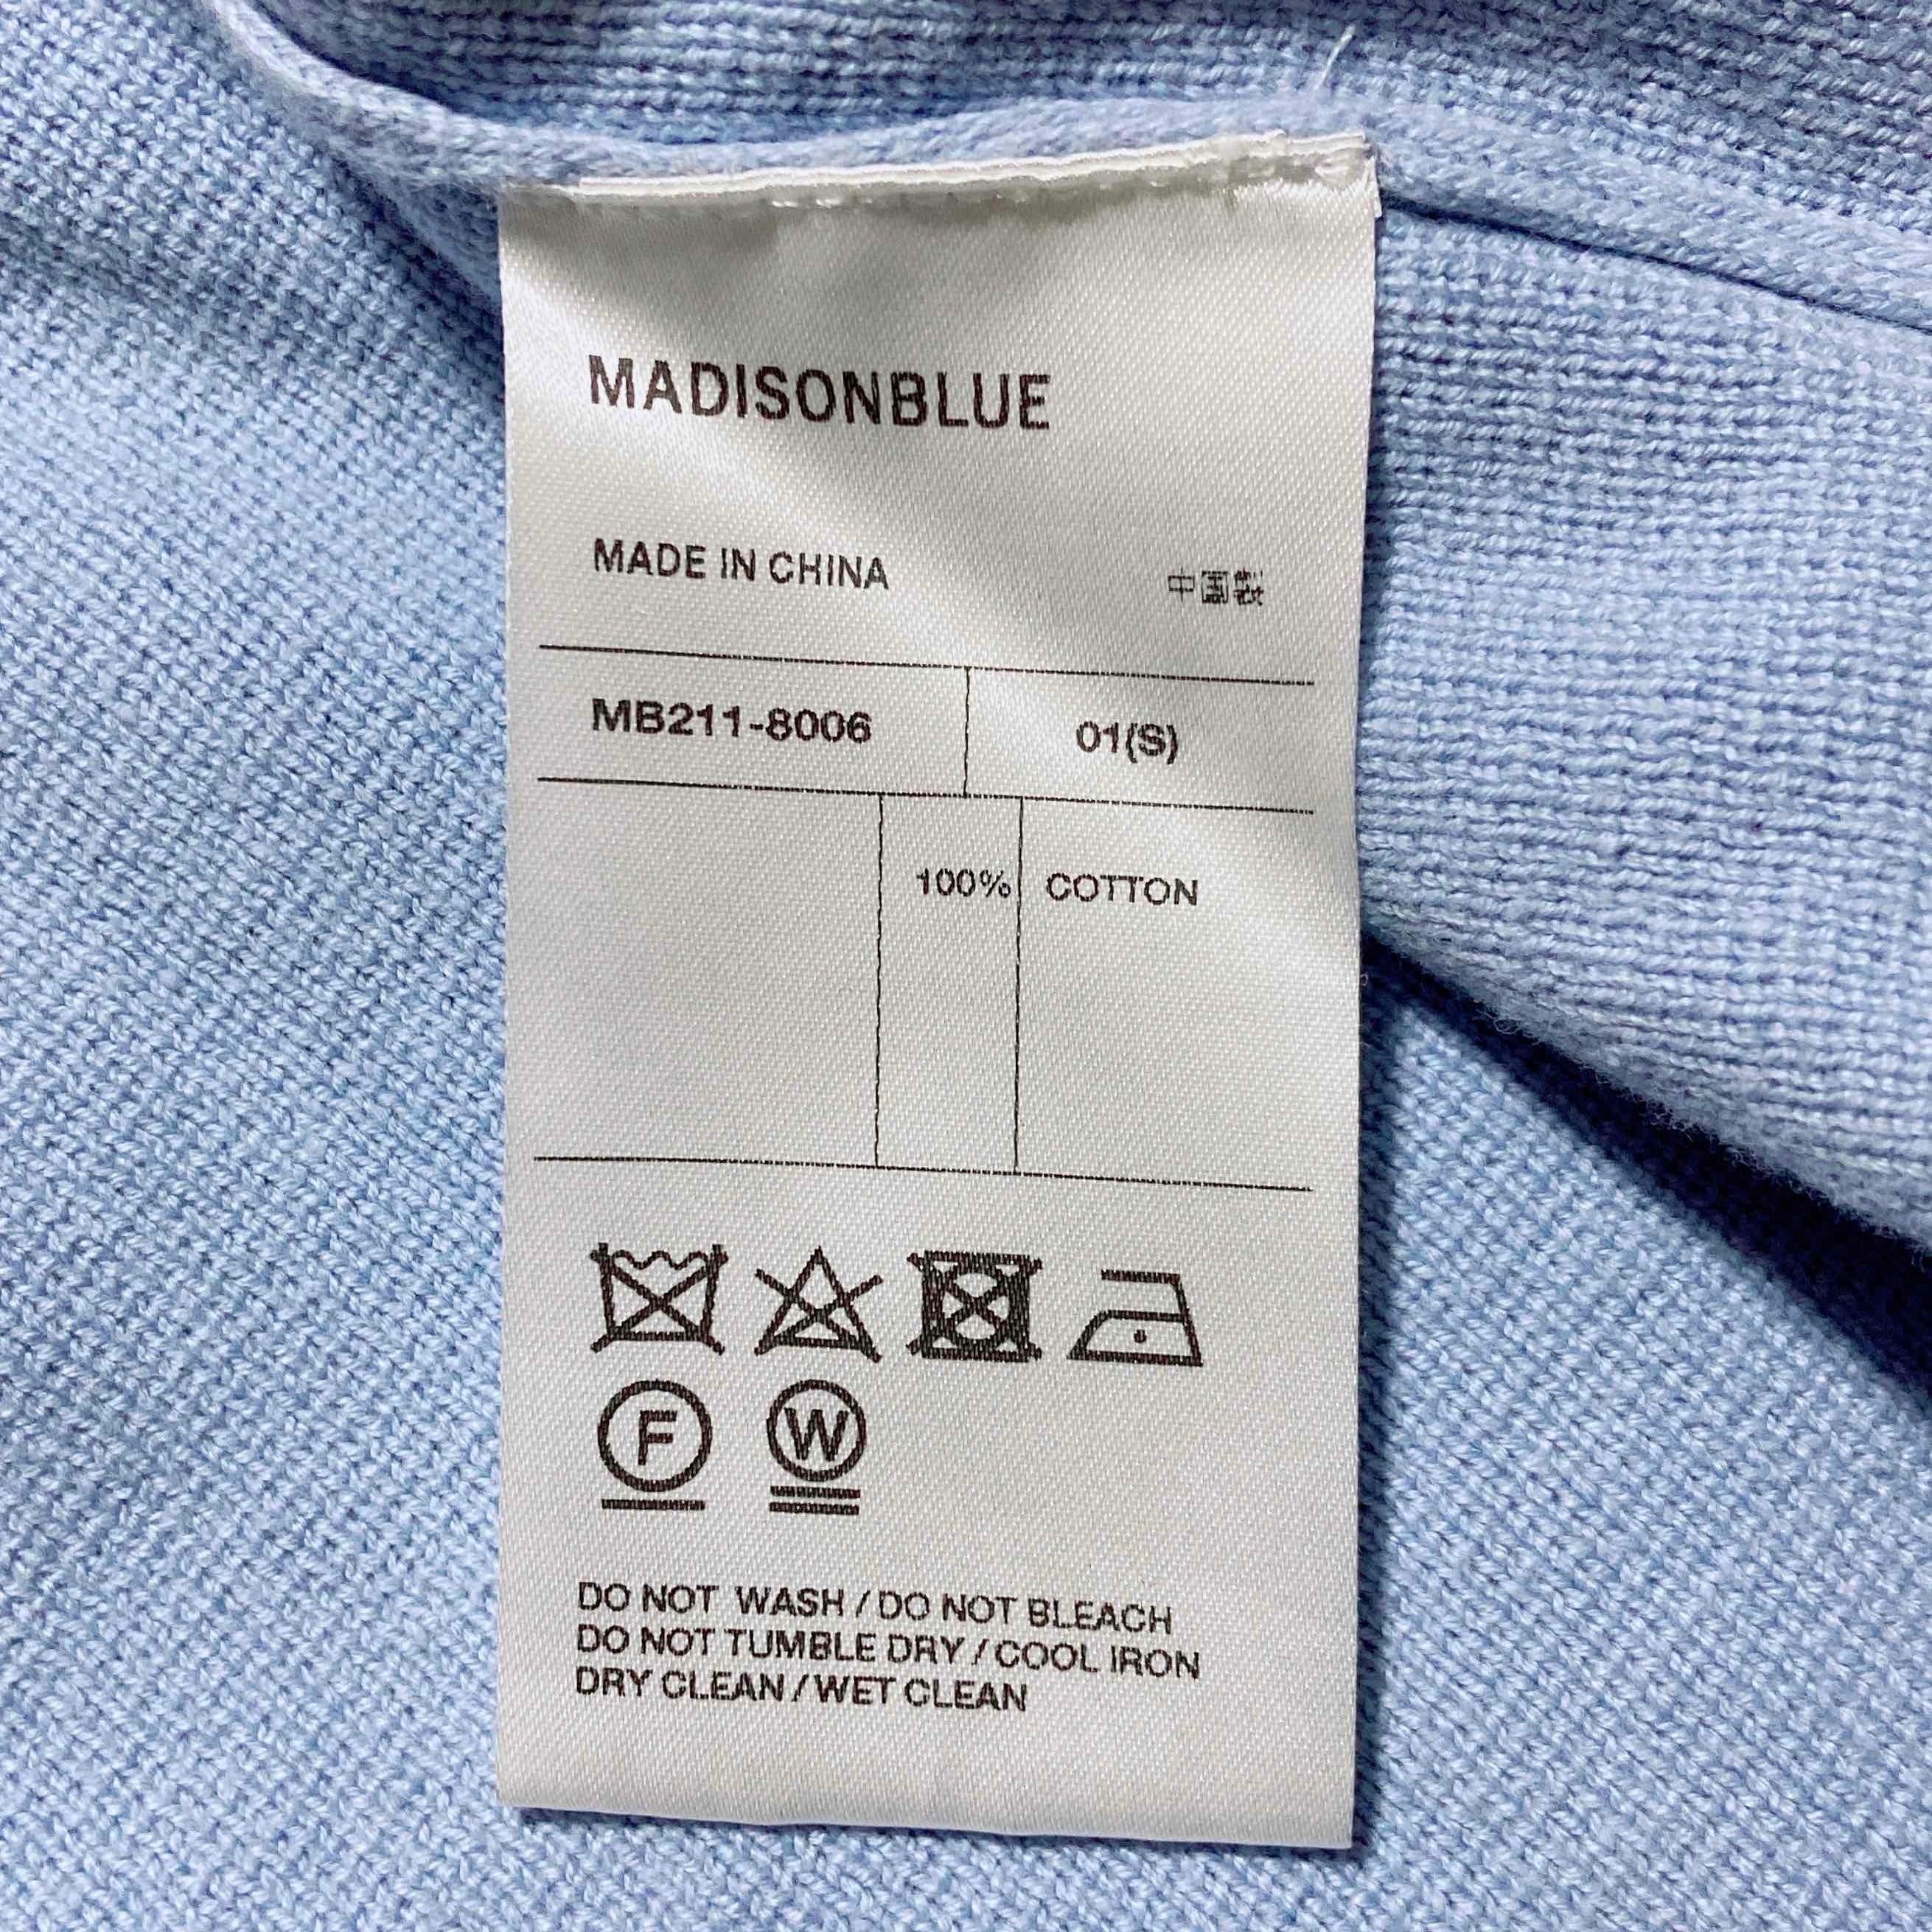 MADISONBLUE
MADE IN CHINA 中国製
MB211-8006 01(S)
100% COTTON
F W
DO NOT WASH / DO NOT BLEACH
DO NOT TUMBLE DRY / COOL IRON
DRY CLEAN / WET CLEAN